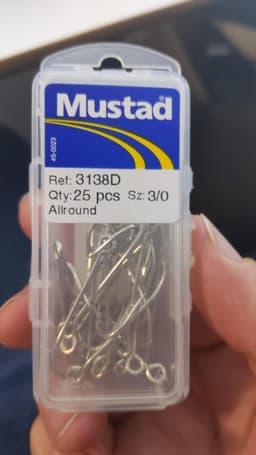 Mustad
45-0023
Ref: 3138D
Qty: 25 pcs Sz: 3/0
Allround